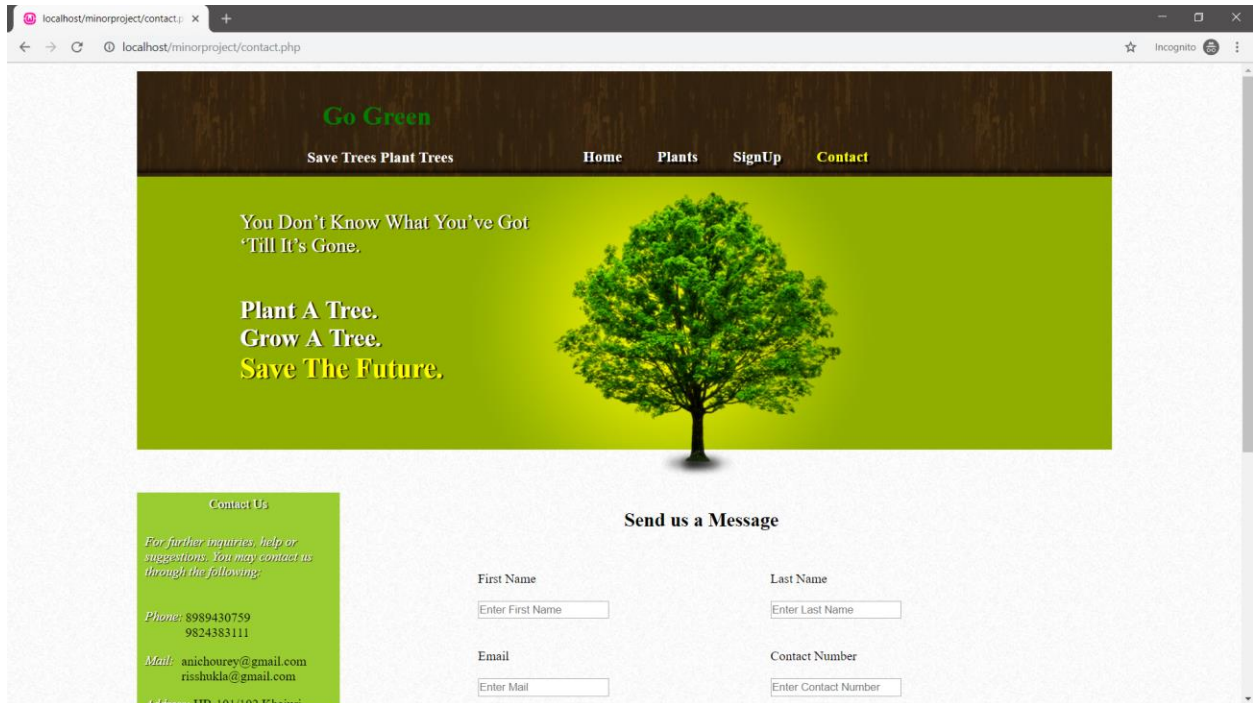 localhost/minorproject/contact.p
localhost/minorproject/contact.php
Incognito
Go Green
Save Trees Plant Trees
Home Plants SignUp Contact
You Don’t Know What You’ve Got
‘Till It’s Gone.
Plant A Tree.
Grow A Tree.
Save The Future.
Contact Us
For further inquiries, help or
suggestions. You may contact us
through the following:
Phone: 8989430759
9824383111
Mail: anichourey@gmail.com
risshukla@gmail.com
Send us a Message
First Name Last Name
Enter First Name Enter Last Name
Email Contact Number
Enter Mail Enter Contact Number